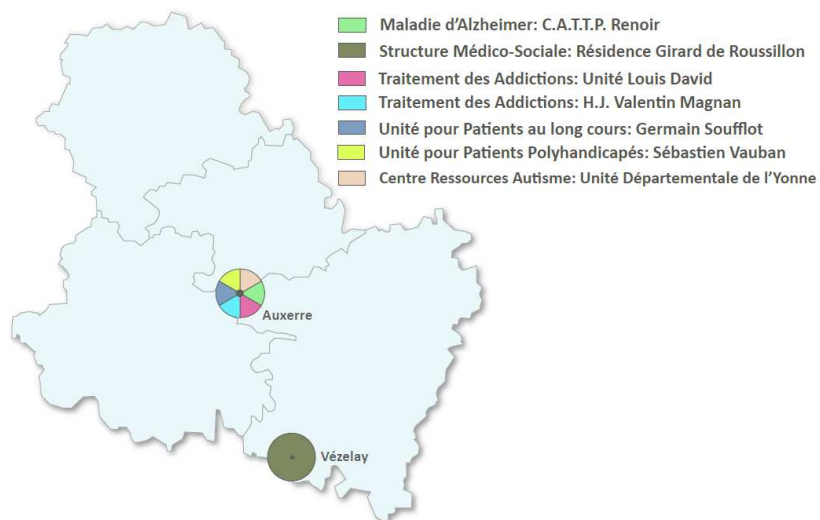 Maladie d'Alzheimer: C.A.T.T.P. Renoir
Structure Médico-Sociale: Résidence Girard de Roussillon
Traitement des Addictions: Unité Louis David
Traitement des Addictions: H.J. Valentin Magnan
Unité pour Patients au long cours: Germain Soufflot
Unité pour Patients Polyhandicapés: Sébastien Vauban
Centre Ressources Autisme: Unité Départementale de l'Yonne
Auxerre
Vézelay